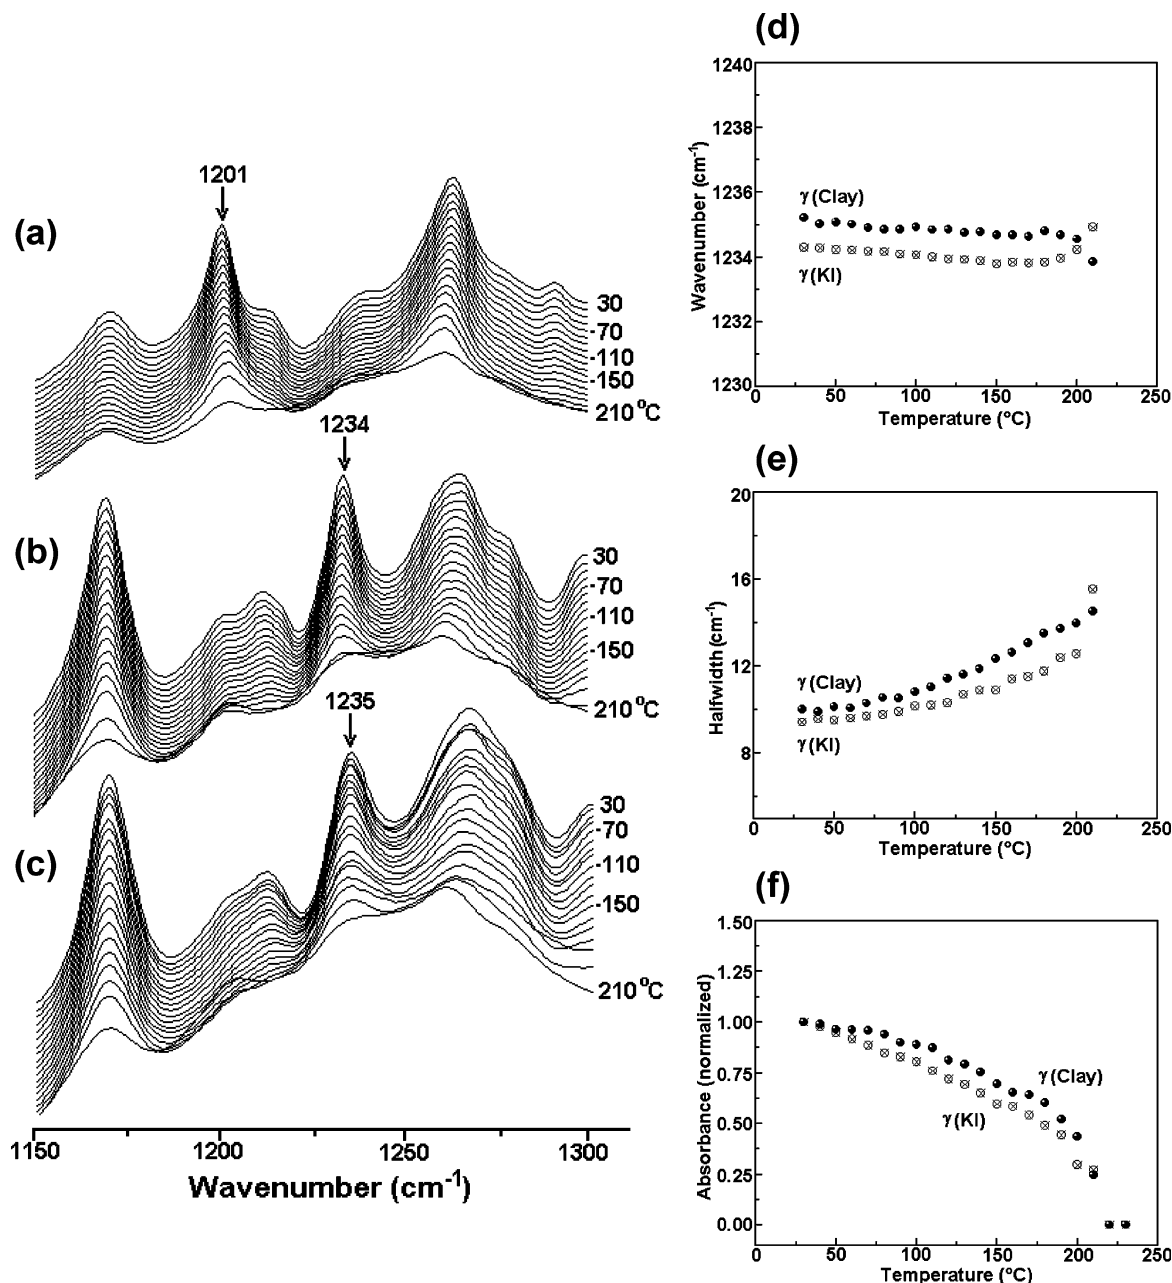 (a)
1201
30
-70
-110
-150
210 °C
(b)
1234
30
-70
-110
-150
210°C
(c)
1235
30
-70
-110
-150
210°C
1150
1200
1250
1300
Wavenumber (cm-1)
(d)
1240
1238
1236
1234
1232
1230
Wavenumber (cm-1)
γ (Clay)
γ (KI)
0
50
100
150
200
250
Temperature (°C)
(e)
20
16
12
8
Halfwidth (cm-1)
γ (Clay)
γ (KI)
0
50
100
150
200
250
Temperature (°C)
(f)
1.50
1.25
1.00
0.75
0.50
0.25
0.00
Absorbance (normalized)
γ (Clay)
γ (KI)
0
50
100
150
200
250
Temperature (°C)